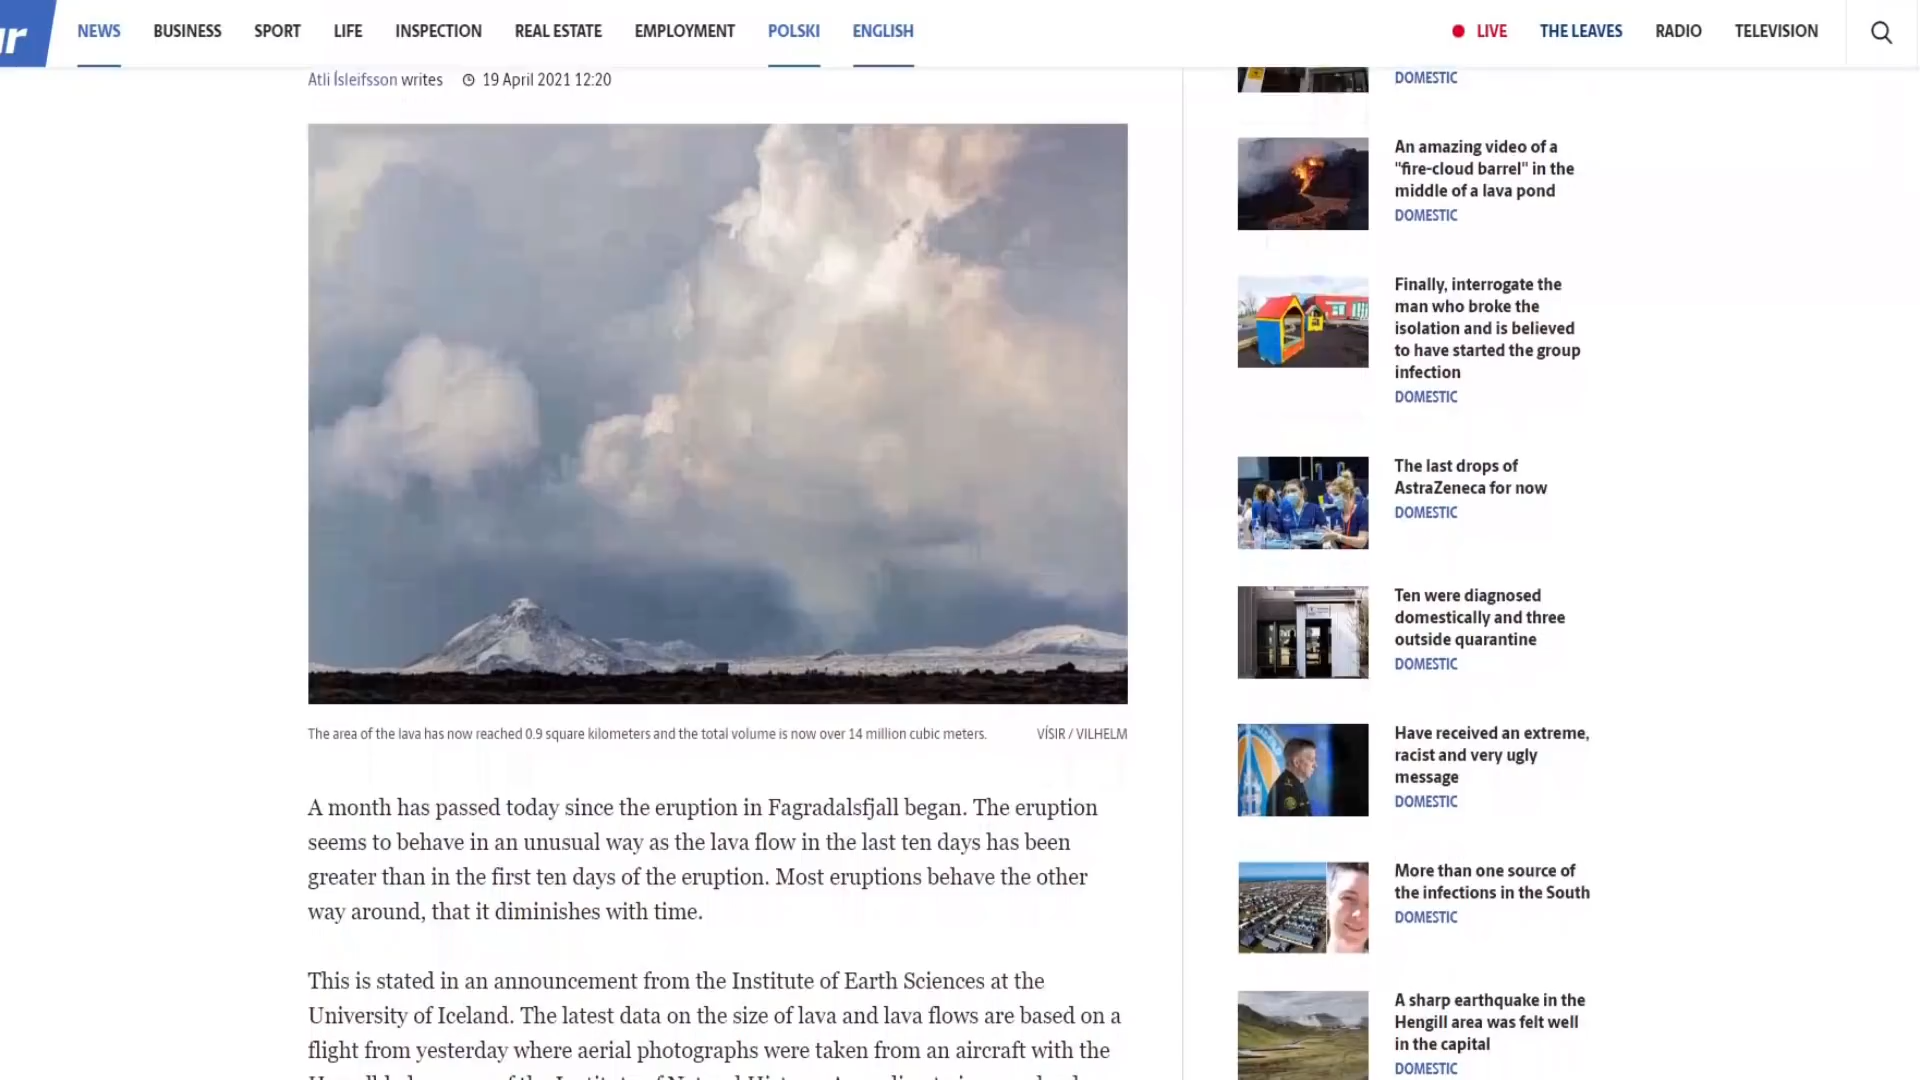 NEWS BUSINESS SPORT LIFE INSPECTION REAL ESTATE EMPLOYMENT POLSKI ENGLISH LIVE THE LEAVES RADIO TELEVISION
Atli Ísleifsson writes 19 April 2021 12:20
The area of the lava has now reached 0.9 square kilometers and the total volume is now over 14 million cubic meters. VÍSIR / VILHELM
A month has passed today since the eruption in Fagradalsfjall began. The eruption
seems to behave in an unusual way as the lava flow in the last ten days has been
greater than in the first ten days of the eruption. Most eruptions behave the other
way around, that it diminishes with time.
This is stated in an announcement from the Institute of Earth Sciences at the
University of Iceland. The latest data on the size of lava and lava flows are based on a
flight from yesterday where aerial photographs were taken from an aircraft with the
DOMESTIC
An amazing video of a
"fire-cloud barrel" in the
middle of a lava pond
DOMESTIC
Finally, interrogate the
man who broke the
isolation and is believed
to have started the group
infection
DOMESTIC
The last drops of
AstraZeneca for now
DOMESTIC
Ten were diagnosed
domestically and three
outside quarantine
DOMESTIC
Have received an extreme,
racist and very ugly
message
DOMESTIC
More than one source of
the infections in the South
DOMESTIC
A sharp earthquake in the
Hengill area was felt well
in the capital
DOMESTIC